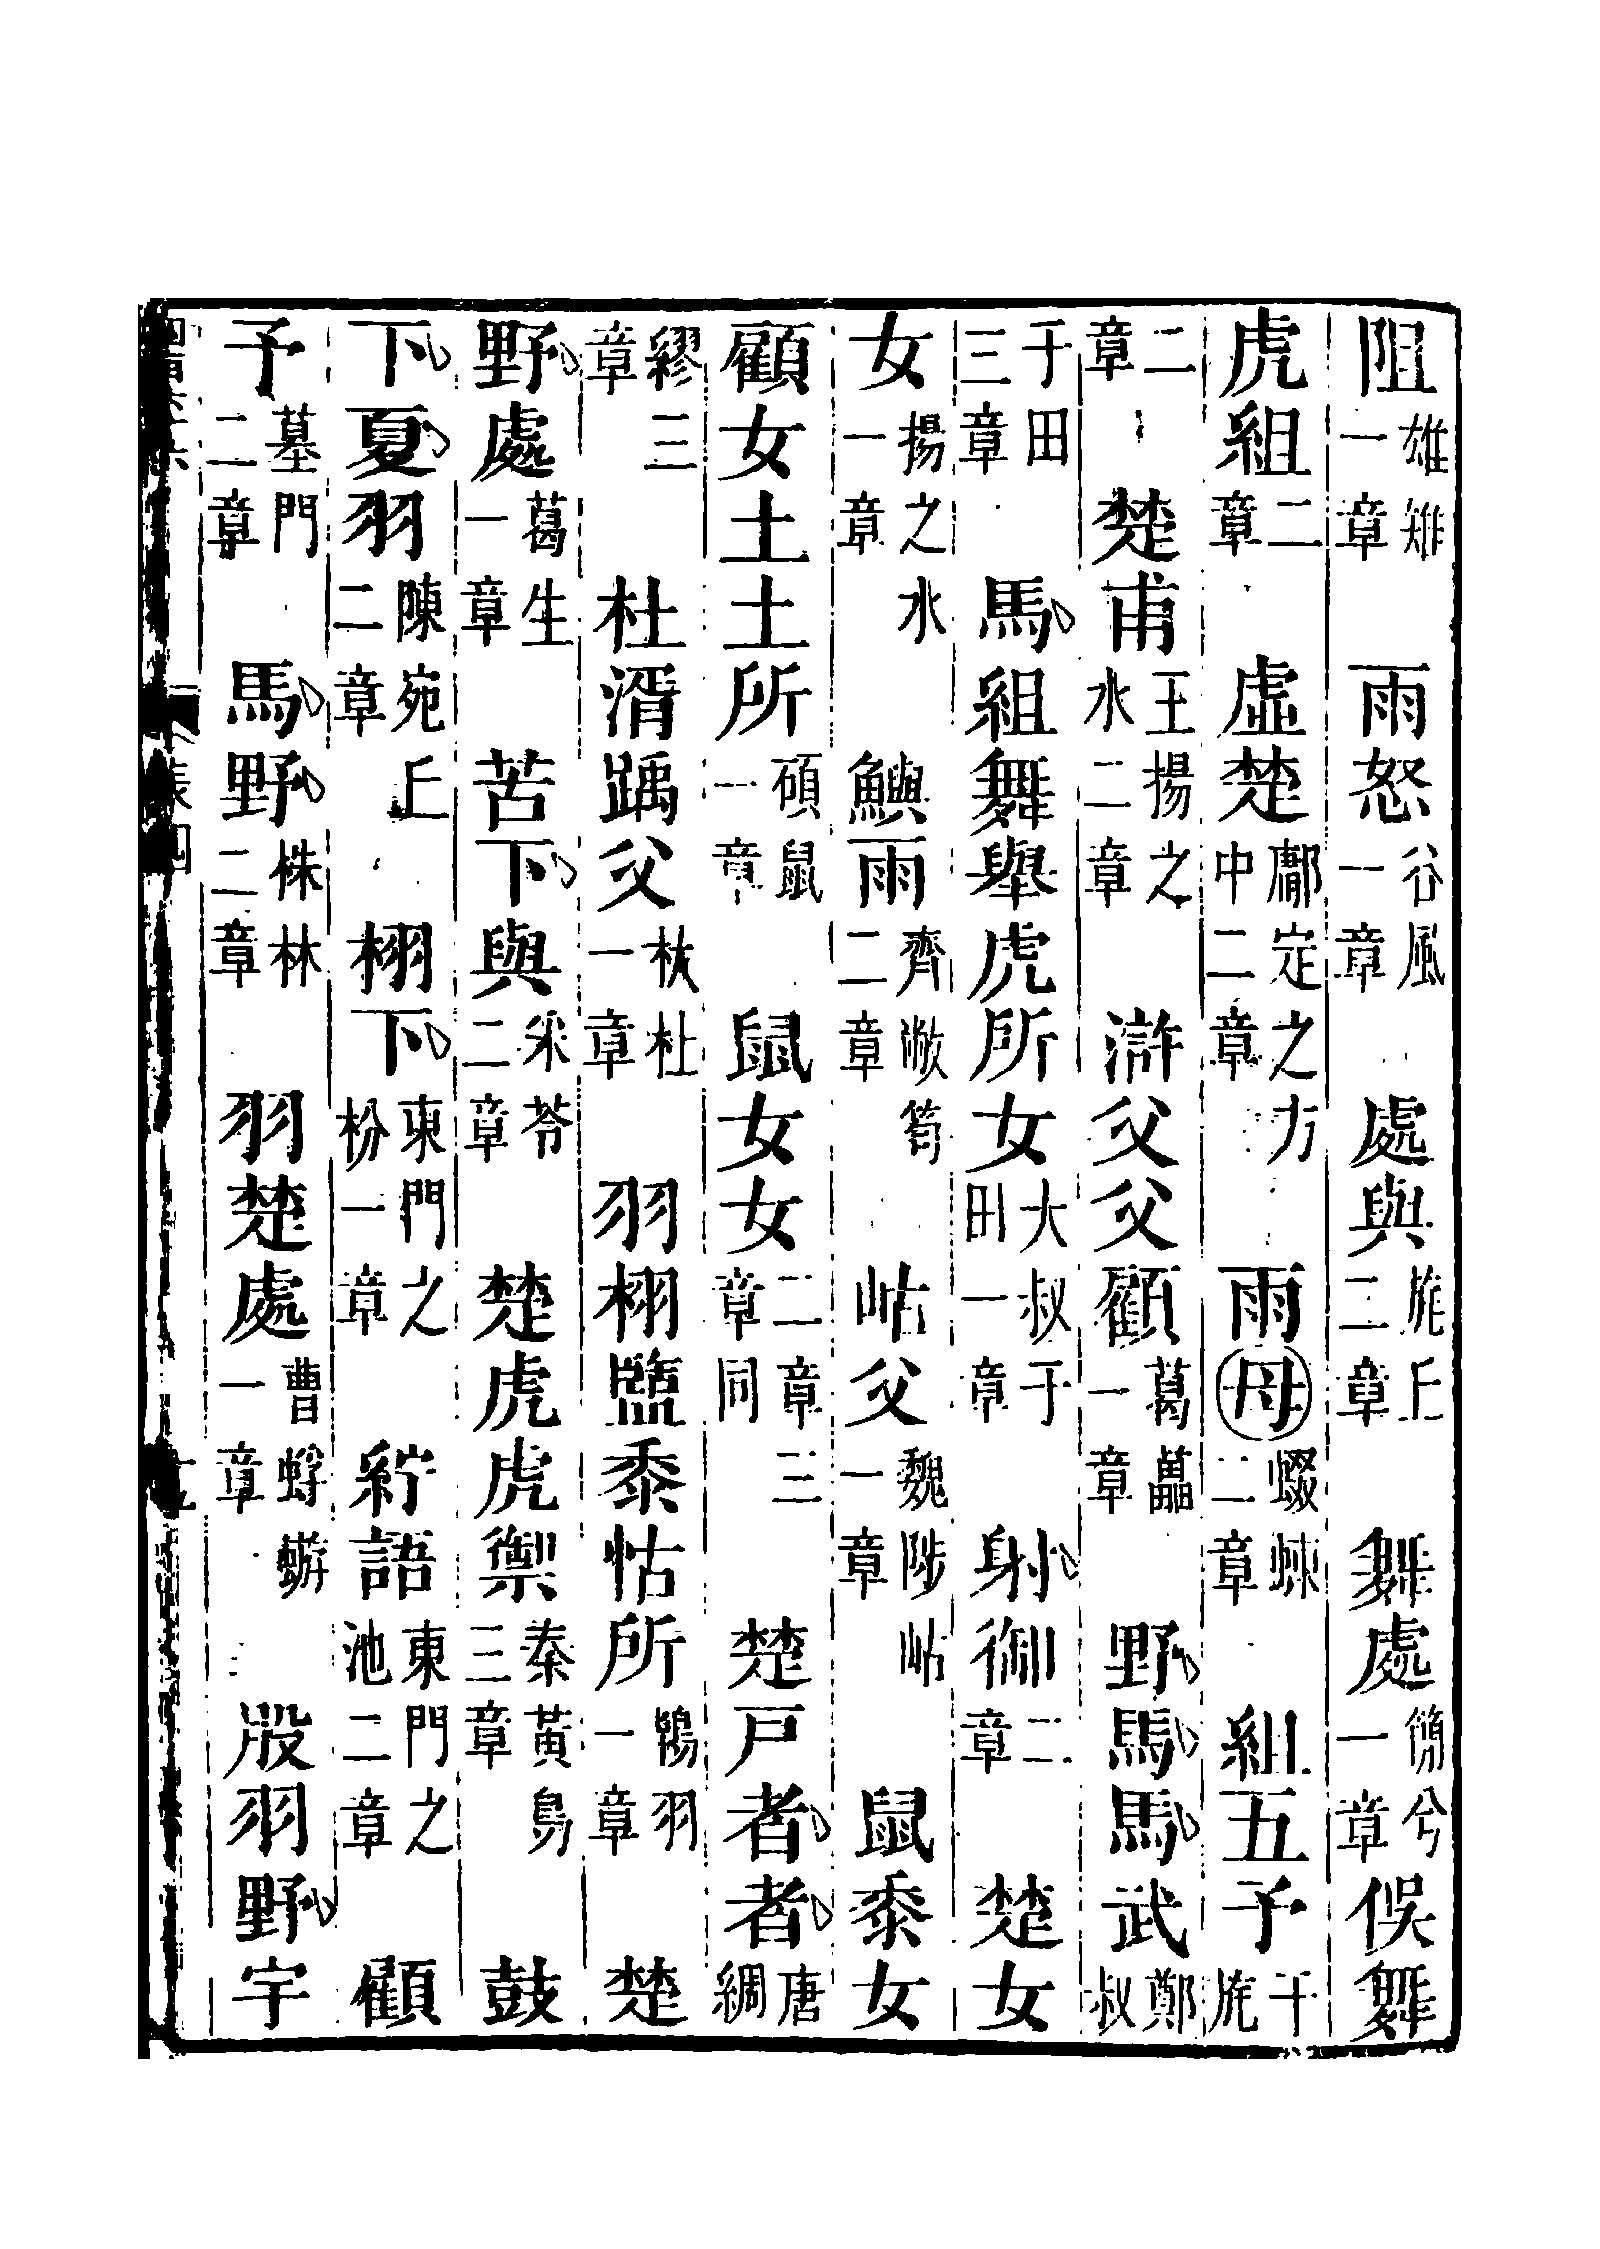 阻雄雉一章雨怒谷風一章處與旄丘二章舞處簡兮一章俁舞
虎組二章虛楚鄘定之方中二章雨母蝃蝀二章組五予干旄
二章楚甫王揚之水二章滸父父顧葛藟一章野馬馬武鄭叔
于田三章馬組舞舉虎所女大叔于田一章射御二章楚女
女揚之水一章鱮雨齊敝笱二章岵父魏陟岵一章鼠黍女
顧女土土所碩鼠一章鼠女女二章三章同楚戶者者唐綢
繆三章杜湑踽父杕杜一章羽栩盬黍怙所鴇羽一章楚
野處葛生一章苦下與采苓二章楚虎虎禦秦黃鳥三章鼓
下夏羽陳宛丘二章栩下東門之枌一章紵語東門之池二章顧
予墓門二章馬野株林二章羽楚處曹蜉蝣一章股羽野宇